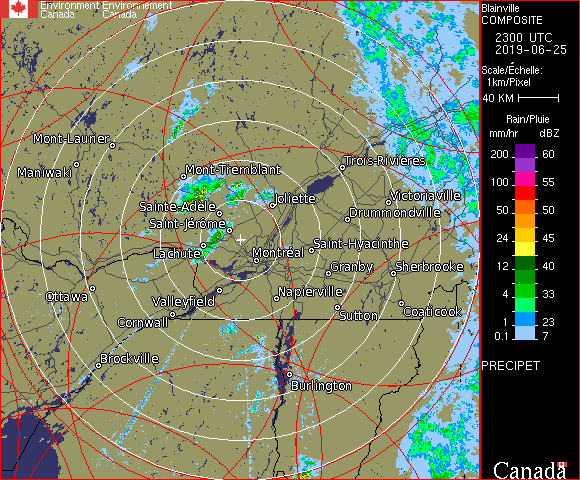 Environment Environnement
Canada Canada
Blainville
COMPOSITE
2300 UTC
2019-06-25
Scale/Échelle:
1km/Pixel
40 KM
Rain/Pluie
mm/hr dBZ
200 60
100 55
50 50
24 45
12 40
4 33
1 23
0.1 7
PRECIPET
Canada
Mont-Laurier
Maniwaki
Mont-Tremblant
Trois-Rivières
Sainte-Adèle
Joliette
Victoriaville
Saint-Jérôme
Drummondville
Lachute
Montréal
Saint-Hyacinthe
Granby
Sherbrooke
Ottawa
Valleyfield
Napierville
Cornwall
Sutton
Coaticook
Brockville
Burlington